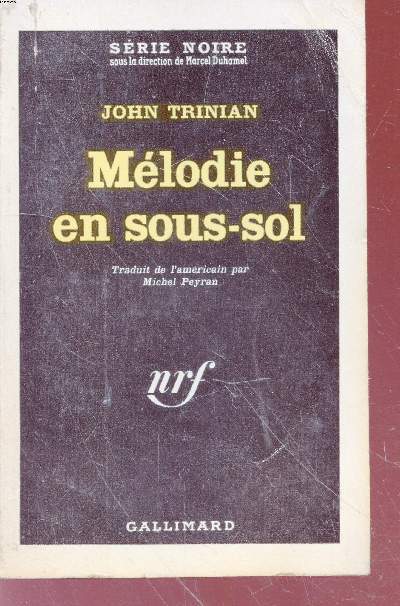 SÉRIE NOIRE
sous la direction de Marcel Duhamel
JOHN TRINIAN
Mélodie
en sous-sol
Traduit de l'américain par
Michel Peyran
nrf
GALLIMARD